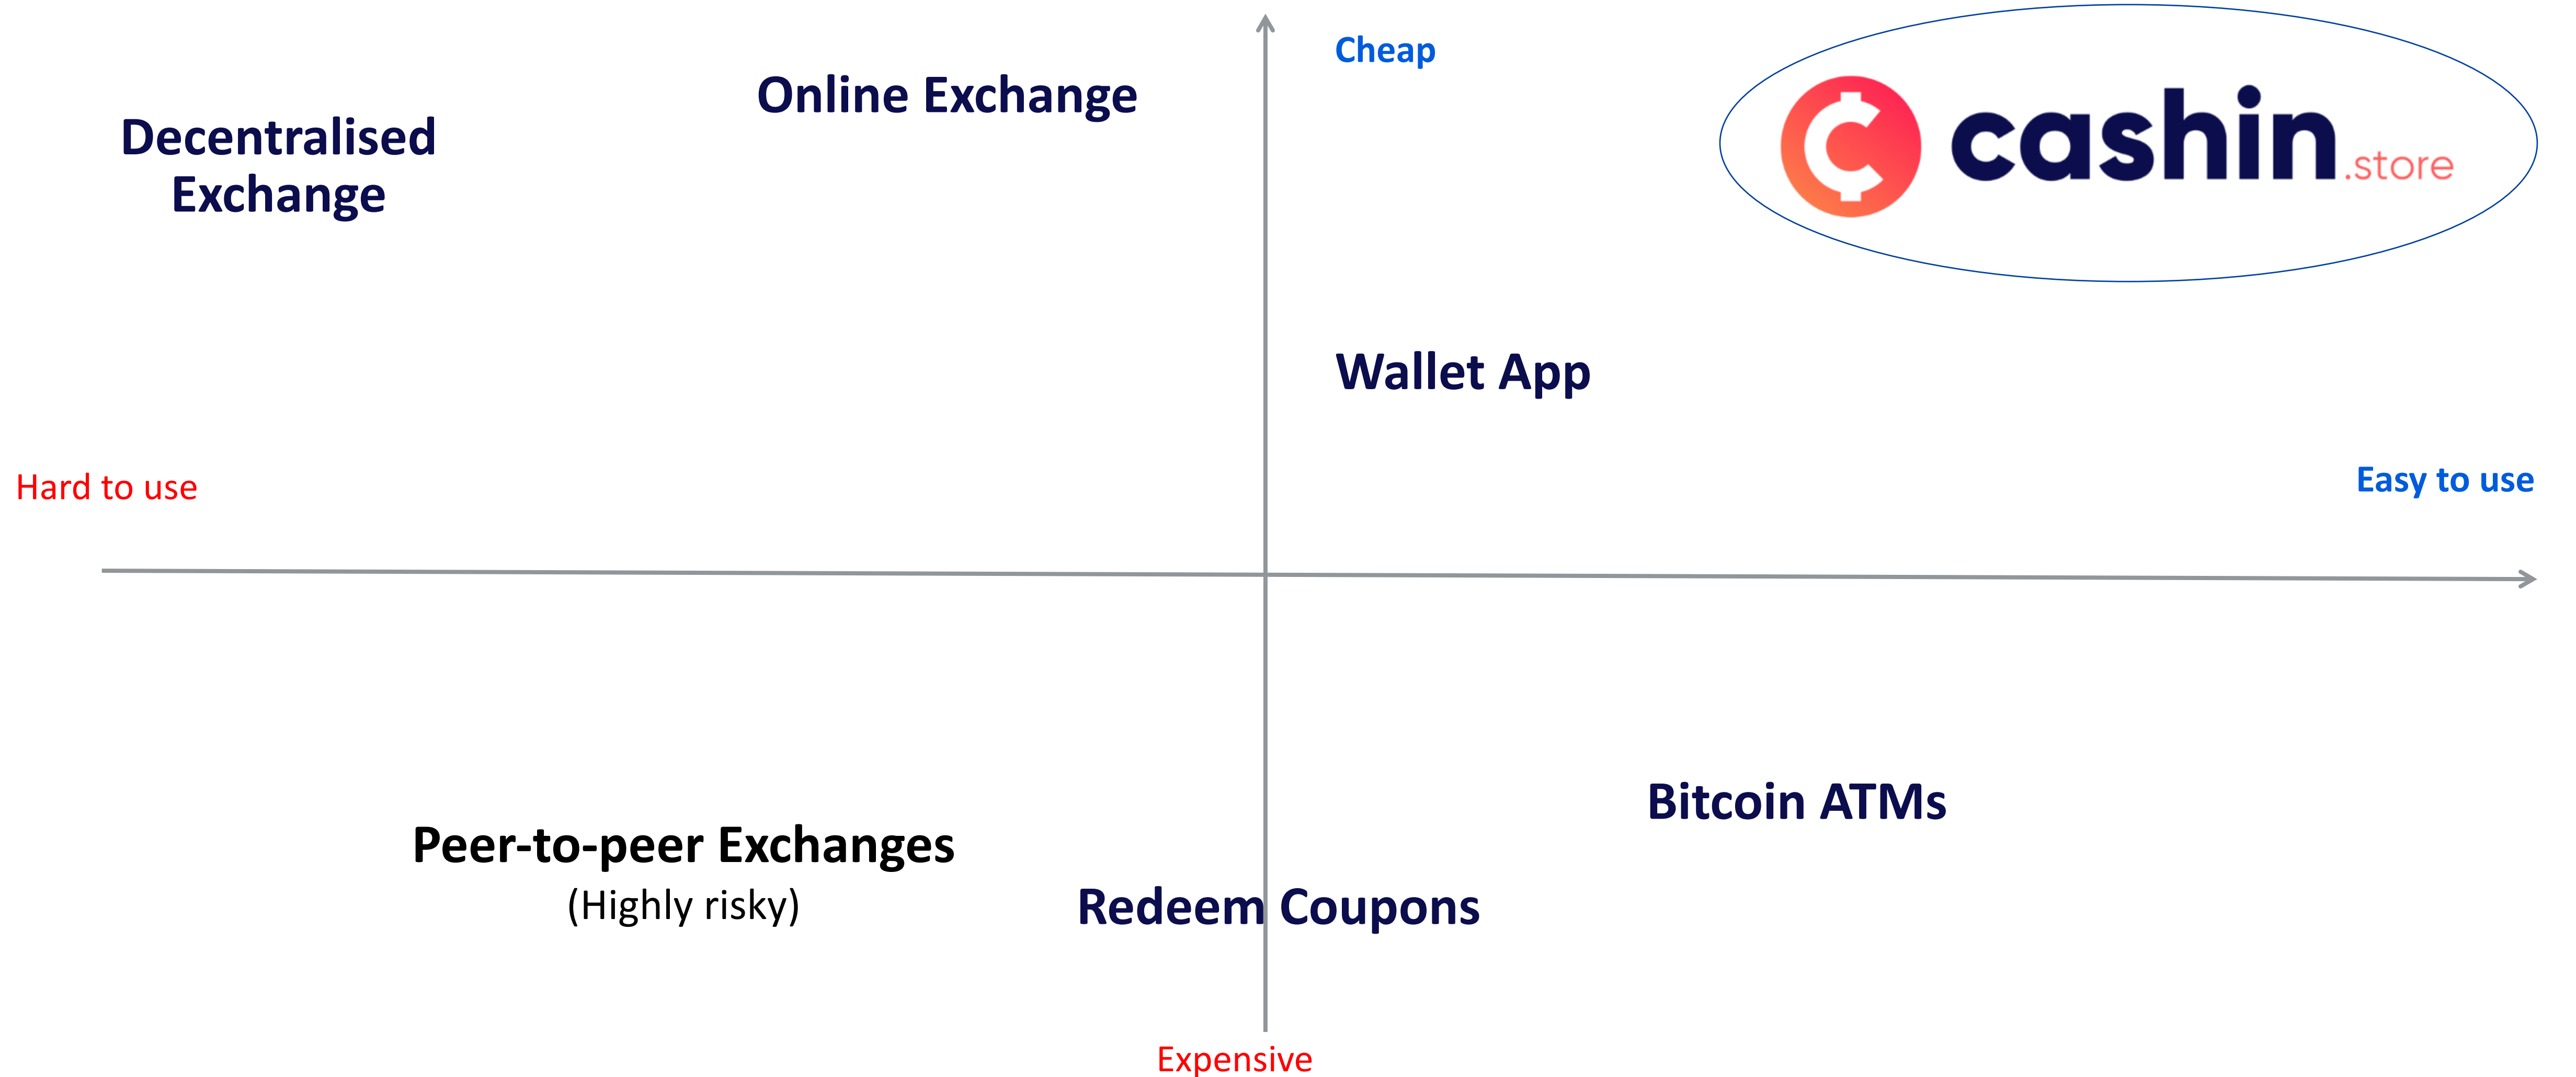 Cheap
Online Exchange
Decentralised
Exchange
cashin.store
Wallet App
Hard to use
Easy to use
Bitcoin ATMs
Peer-to-peer Exchanges
(Highly risky)
Redeem Coupons
Expensive